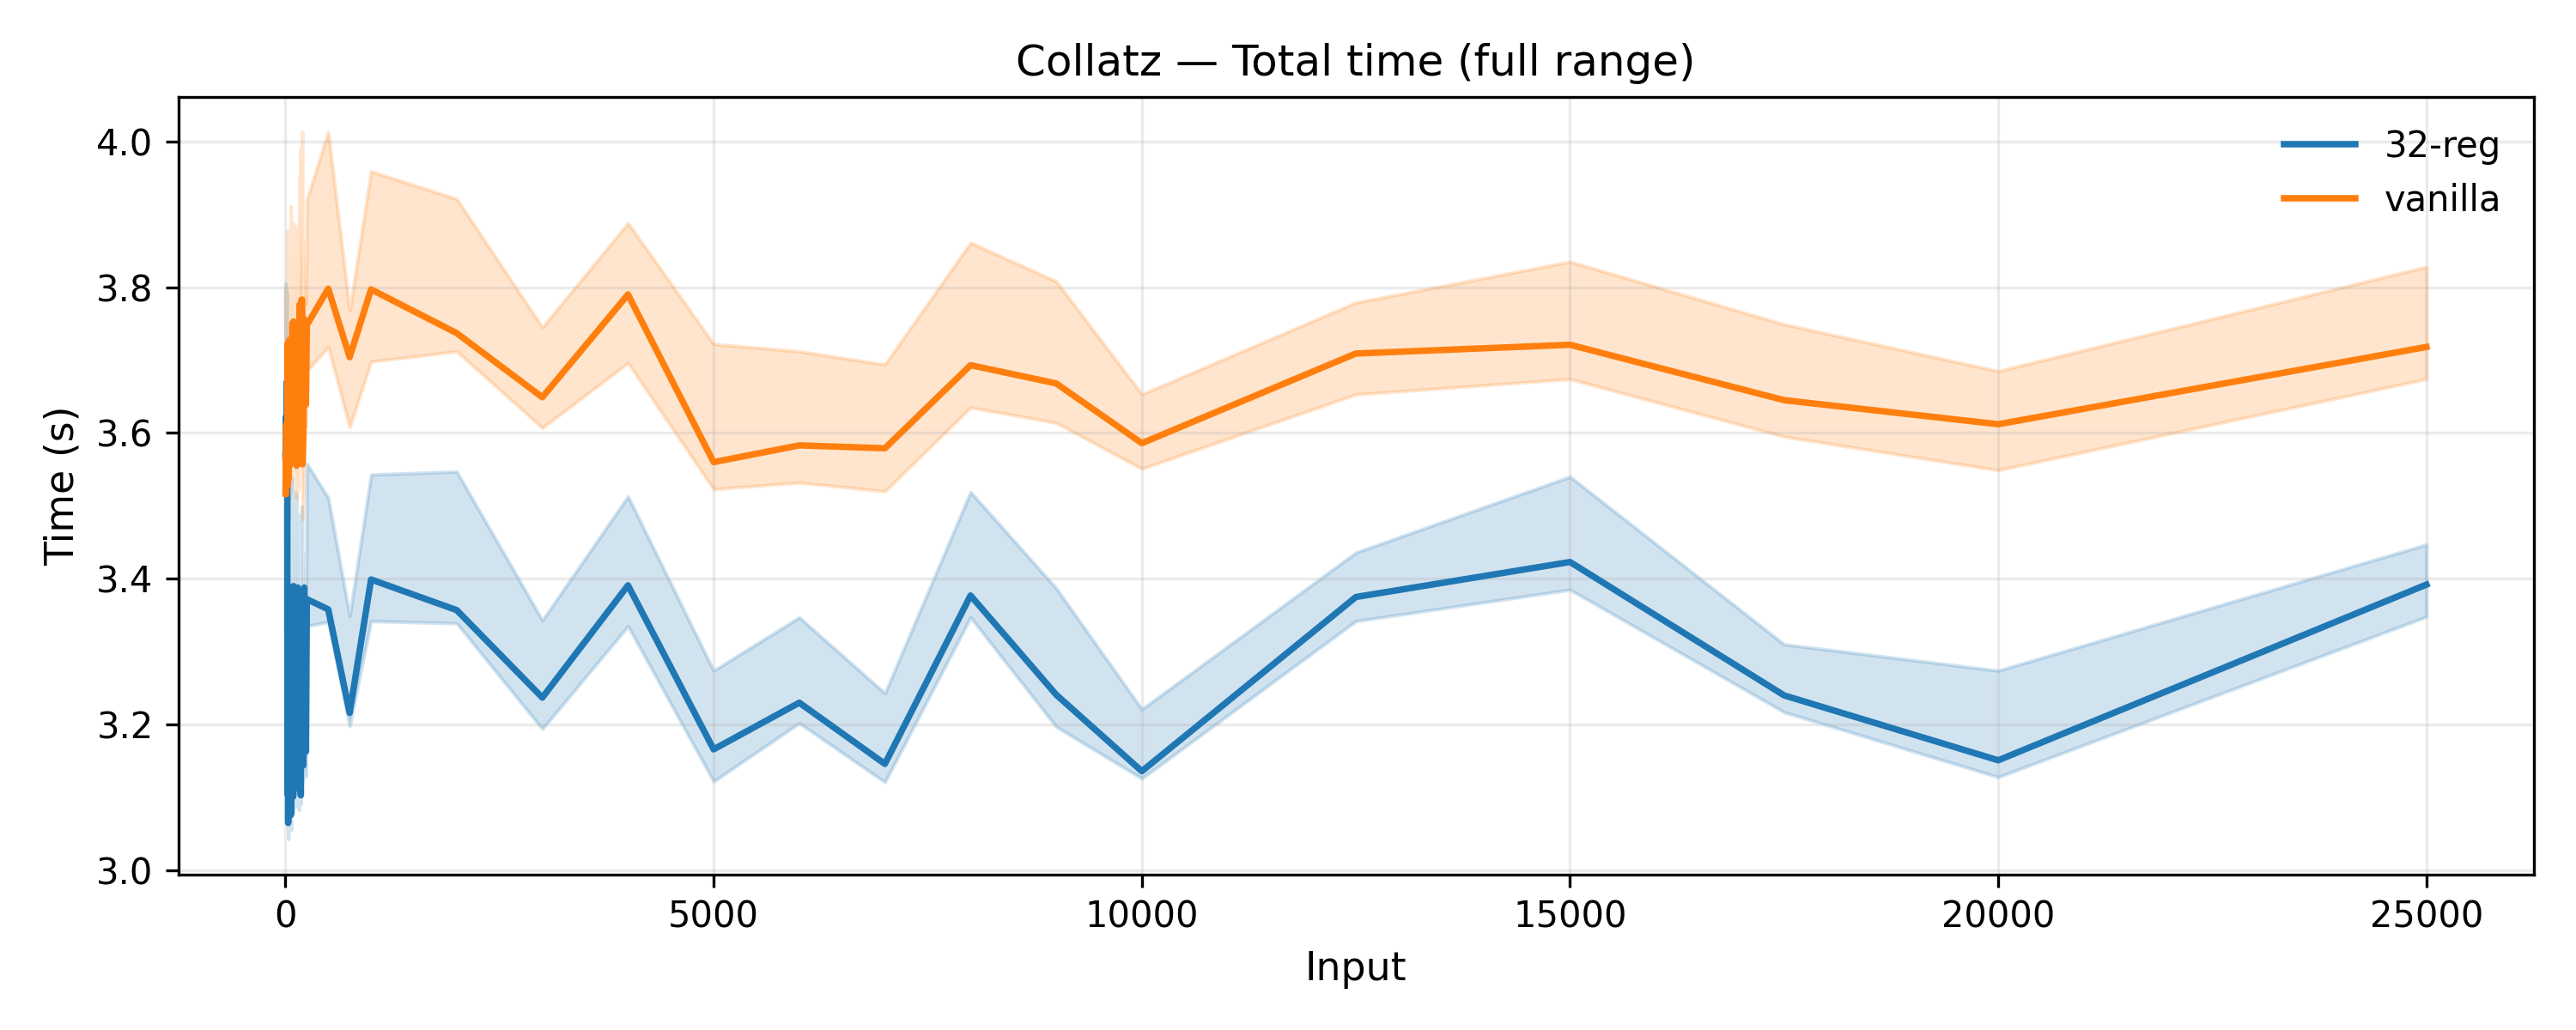 Collatz — Total time (full range)
4.0
3.8
3.6
3.4
3.2
3.0
Time (s)
32-reg
vanilla
0 5000 10000 15000 20000 25000
Input